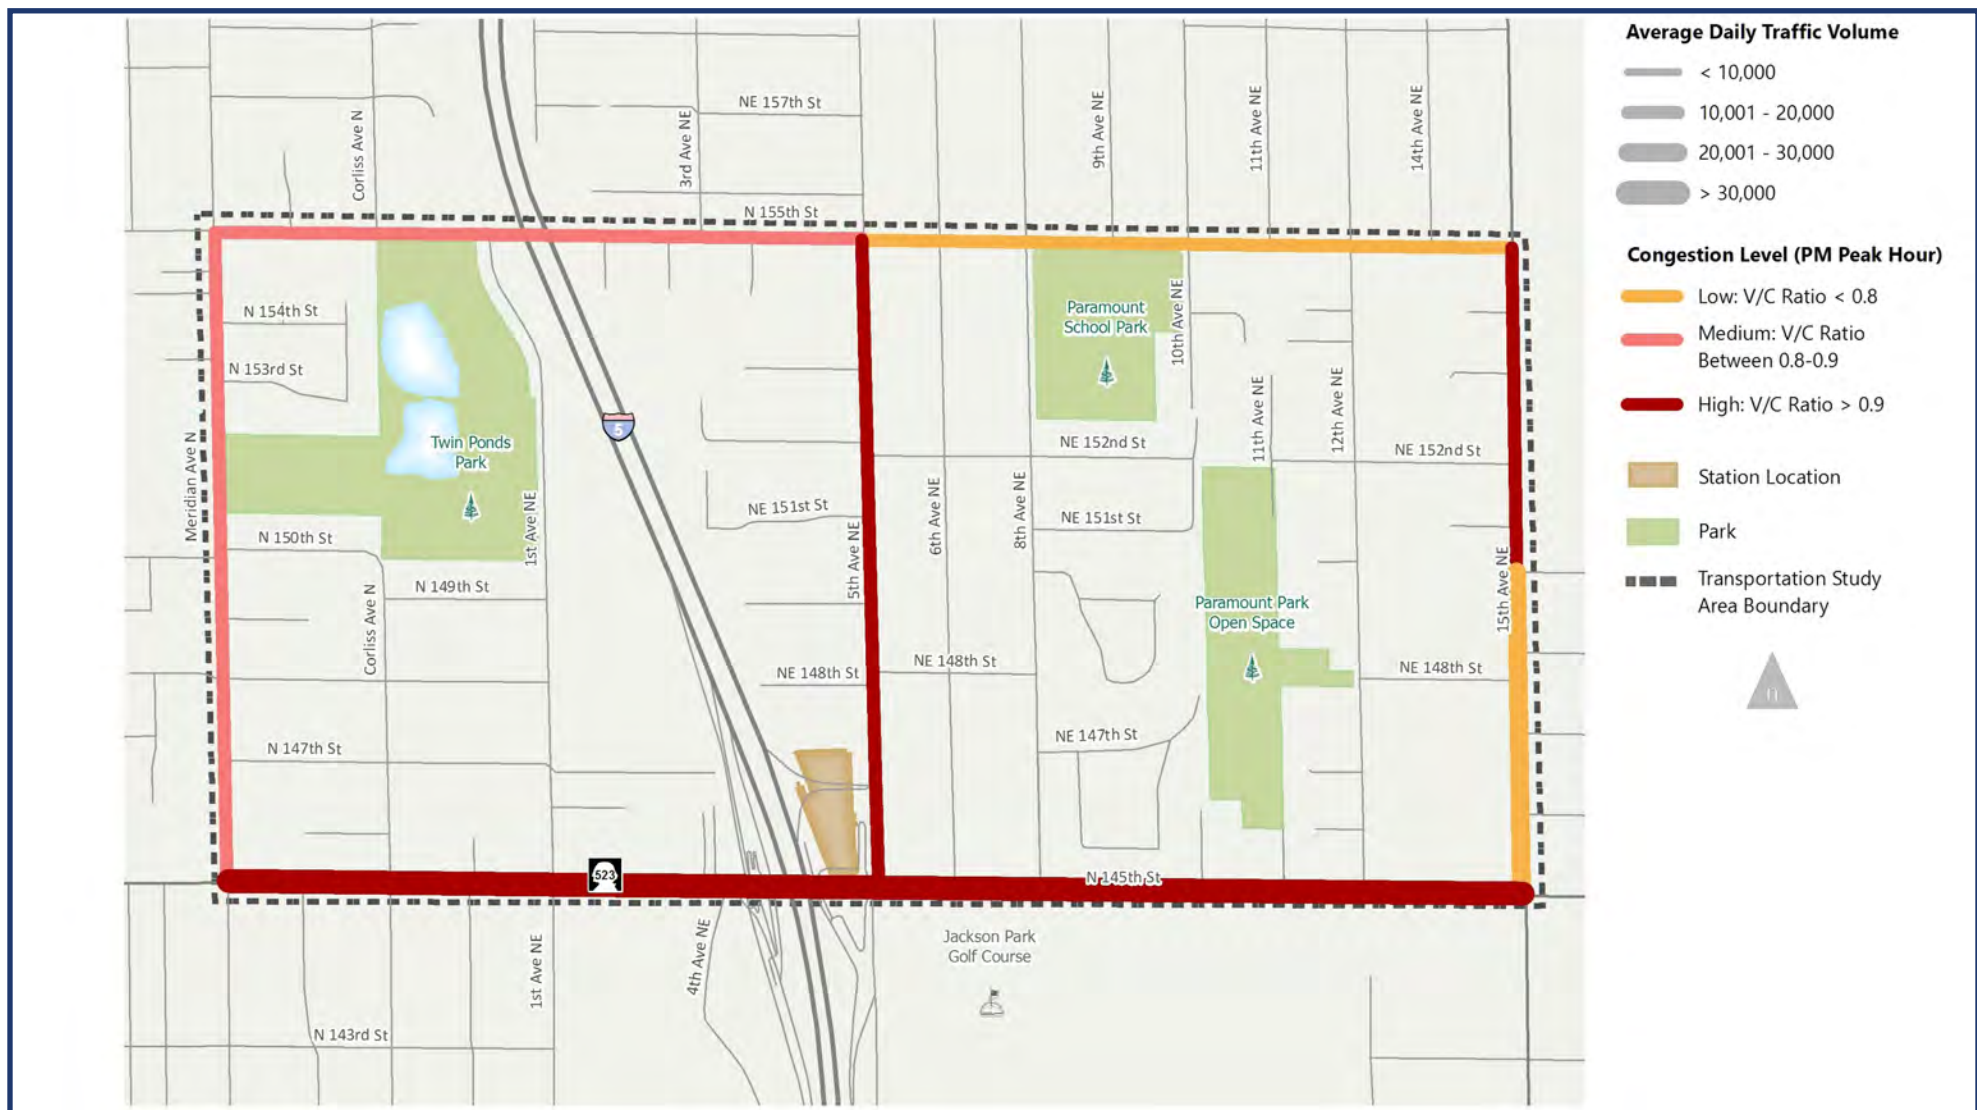 Average Daily Traffic Volume
< 10,000
10,001 - 20,000
20,001 - 30,000
> 30,000
Congestion Level (PM Peak Hour)
Low: V/C Ratio < 0.8
Medium: V/C Ratio
Between 0.8-0.9
High: V/C Ratio > 0.9
Station Location
Park
Transportation Study
Area Boundary
NE 157th St
Corliss Ave N
3rd Ave NE
9th Ave NE
11th Ave NE
14th Ave NE
N 155th St
N 154th St
N 153rd St
Paramount
School Park
10th Ave NE
5
Twin Ponds
Park
Meridian Ave N
NE 152nd St
11th Ave NE
12th Ave NE
NE 152nd St
1st Ave NE
NE 151st St
5th Ave NE
6th Ave NE
8th Ave NE
NE 151st St
N 150th St
N 149th St
Corliss Ave N
15th Ave NE
Paramount Park
Open Space
NE 148th St
NE 148th St
NE 148th St
N 147th St
NE 147th St
523
N 145th St
1st Ave NE
4th Ave NE
Jackson Park
Golf Course
N 143rd St